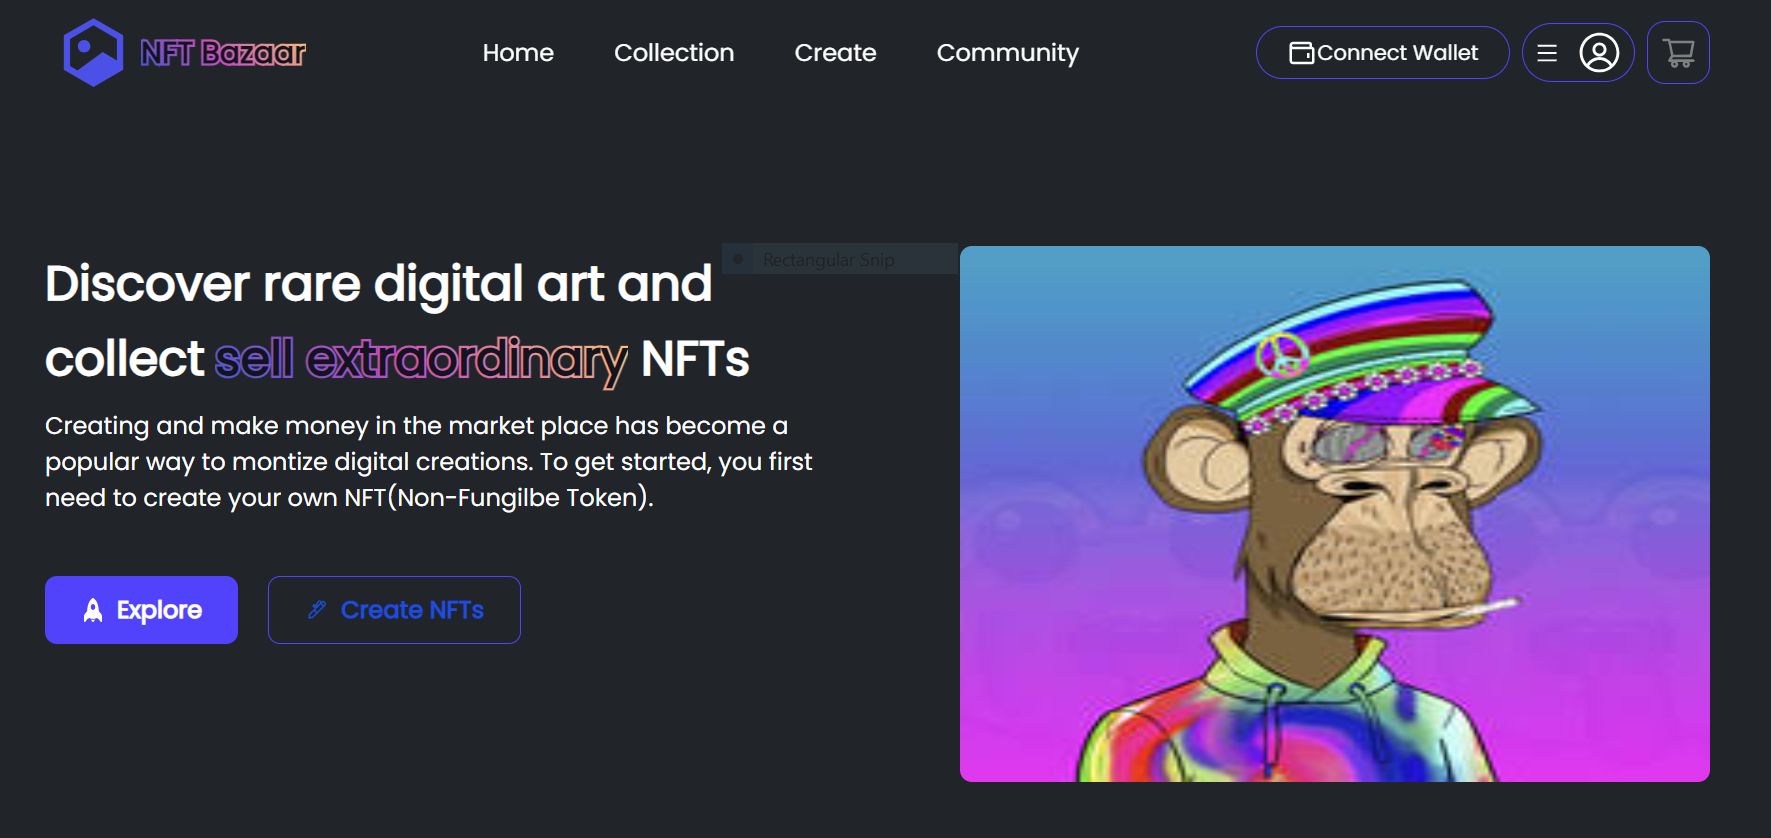 NFT Bazaar
Home
Collection
Create
Community
Connect Wallet
Rectangular Snip
Discover rare digital art and
collect sell extraordinary NFTs
Creating and make money in the market place has become a
popular way to montize digital creations. To get started, you first
need to create your own NFT(Non-Fungilbe Token).
Explore
Create NFTs